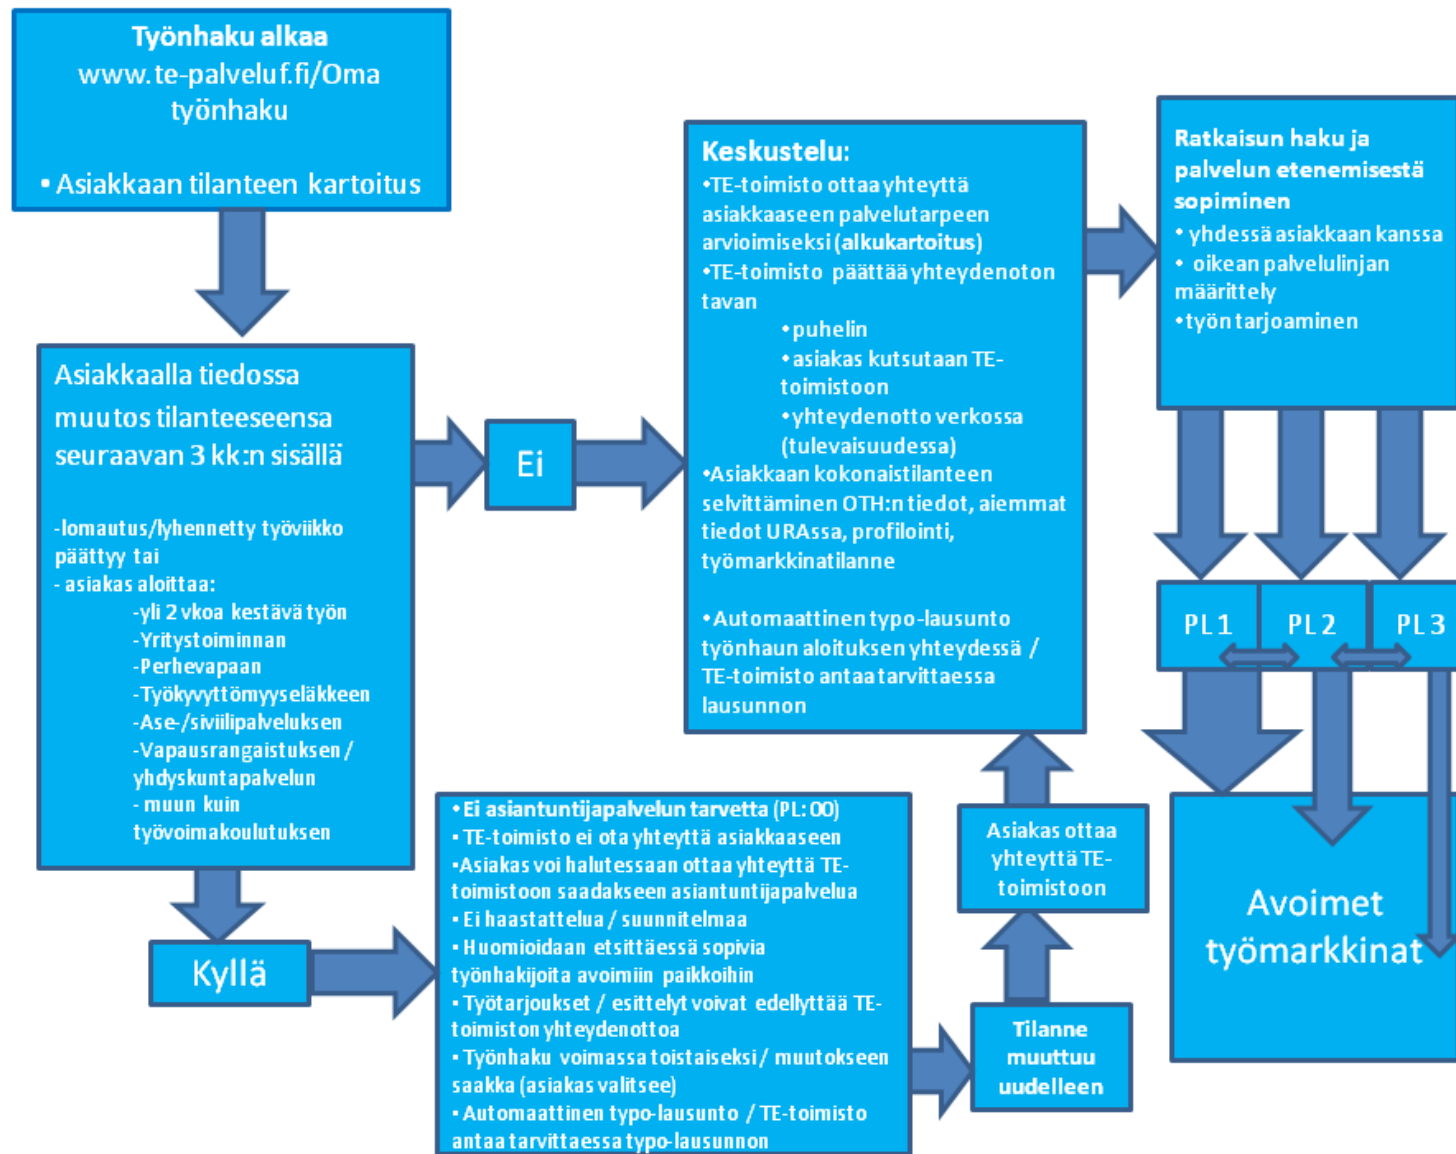 Työnhaku alkaa
www.te-palveluf.fi/Oma
työnhaku
• Asiakkaan tilanteen kartoitus
Asiakkaalla tiedossa
muutos tilanteeseensa
seuraavan 3 kk:n sisällä
-lomautus/lyhennetty työviikko
päättyy tai
- asiakas aloittaa:
-yli 2 vkoa kestävä työn
-Yritystoiminnan
-Perhevapaan
-Työkyvyttömyyseläkkeen
-Ase-/siviilipalveluksen
-Vapausrangaistuksen /
yhdyskuntapalvelun
- muun kuin
työvoimakoulutuksen
Ei
Kyllä
Keskustelu:
•TE-toimisto ottaa yhteyttä
asiakkaaseen palvelutarpeen
arvioimiseksi (alkukartoitus)
•TE-toimisto päättää yhteydenoton
tavan
•puhelin
•asiakas kutsutaan TE-
toimistoon
•yhteydenotto verkossa
(tulevaisuudessa)
•Asiakkaan kokonaistilanteen
selvittäminen OTH:n tiedot, aiemmat
tiedot URAssa, profilointi,
työmarkkinatilanne
•Automaattinen typo-lausunto
työnhaun aloituksen yhteydessä /
TE-toimisto antaa tarvittaessa
lausunnon
• Ei asiantuntijapalvelun tarvetta (PL: 00)
• TE-toimisto ei ota yhteyttä asiakkaaseen
•Asiakas voi halutessaan ottaa yhteyttä TE-
toimistoon saadakseen asiantuntijapalvelua
• Ei haastattelua / suunnitelmaa
• Huomioidaan etsittäessä sopivia
työnhakijoita avoimiin paikkoihin
• Työtarjoukset / esittelyt voivat edellyttää TE-
toimiston yhteydenottoa
• Työnhaku voimassa toistaiseksi / muutokseen
saakka (asiakas valitsee)
• Automaattinen typo-lausunto / TE-toimisto
antaa tarvittaessa typo-lausunnon
Tilanne
muuttuu
uudelleen
Asiakas ottaa
yhteyttä TE-
toimistoon
Ratkaisun haku ja
palvelun etenemisestä
sopiminen
• yhdessä asiakkaan kanssa
• oikean palvelulinjan
määrittely
•työn tarjoaminen
PL 1
PL 2
PL 3
Avoimet
työmarkkinat